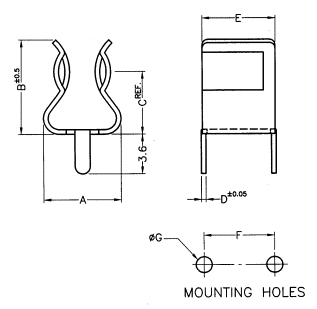 E
B±0.5
C REF.
3.6
A
D±0.05
F
øG
MOUNTING HOLES